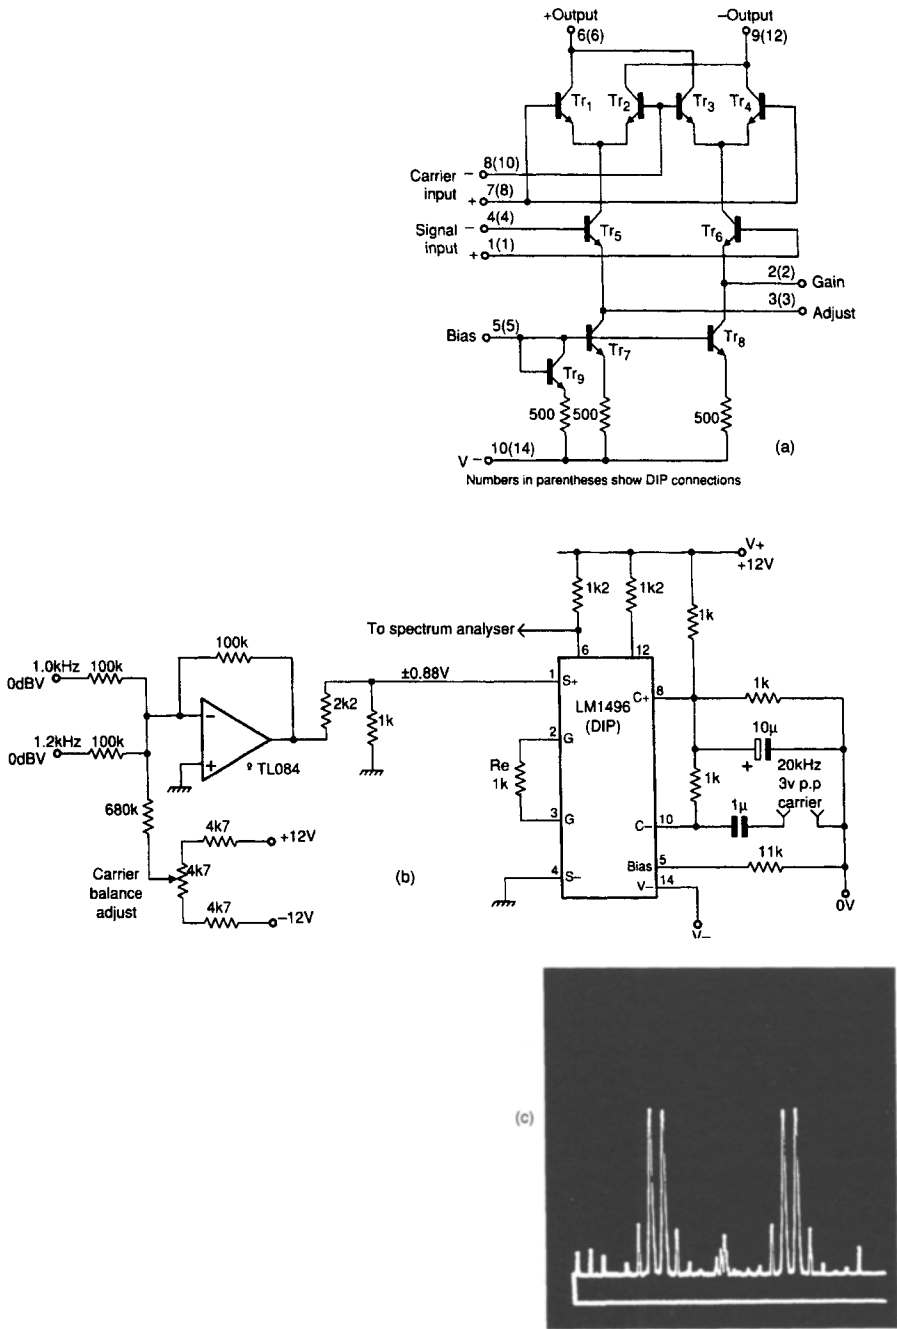 +Output
6(6)
–Output
9(12)
Tr1
Tr2
Tr3
Tr4
8(10)
Carrier –
input
7(8)
+
4(4)
Signal –
input
1(1)
+
Tr5
Tr6
2(2)
Gain
3(3)
Adjust
5(5)
Bias
Tr7
Tr8
Tr9
500
500
500
10(14)
V –
(a)
Numbers in parentheses show DIP connections
V+
+12V
1k2
1k2
1k
To spectrum analyser
6
12
1.0kHz
0dBV
100k
100k
±0.88V
1
S+
C+
8
LM1496
(DIP)
1k
2k2
1k
1.2kHz
0dBV
100k
–
+
TL084
2
G
10µ
+
20kHz
3v p.p
carrier
Re
1k
1k
3
G
C–
10
1µ
680k
4k7
+12V
4k7
Carrier
balance
adjust
4k7
–12V
(b)
4
S–
Bias
5
11k
V–
14
0V
V–
(c)